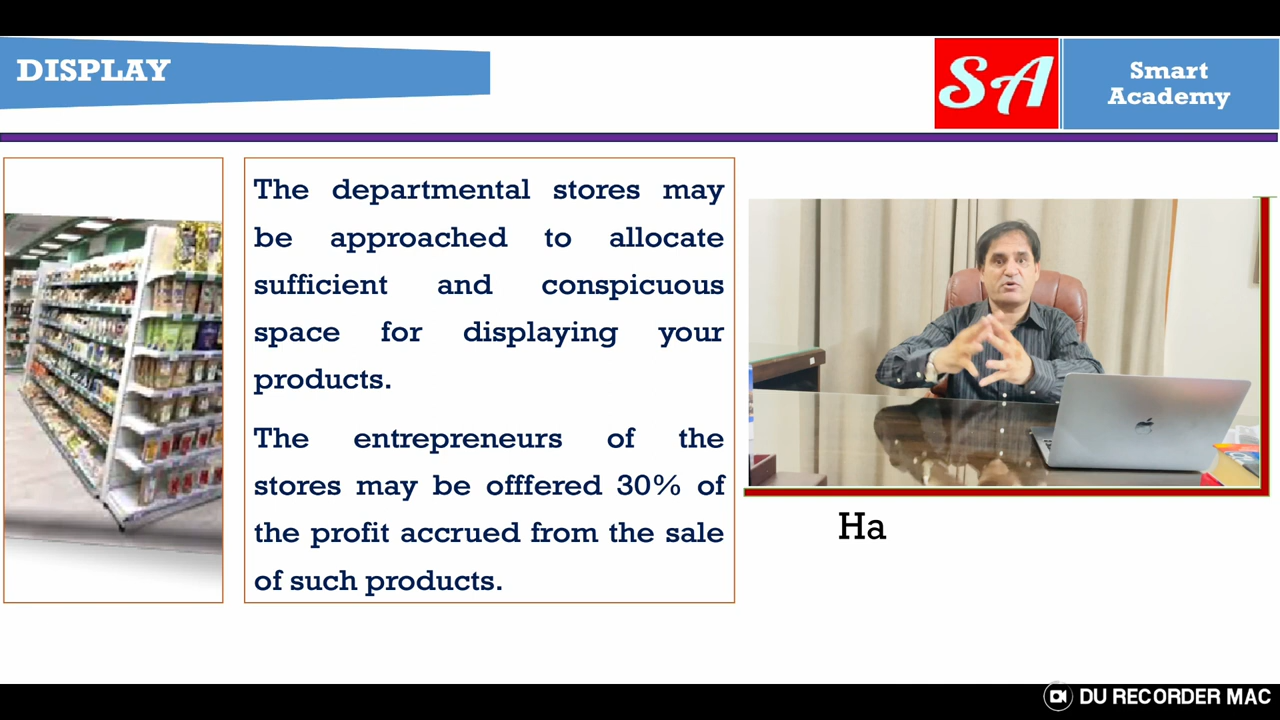 DISPLAY
SA
Smart
Academy
The departmental stores may
be approached to allocate
sufficient and conspicuous
space for displaying your
products.
The entrepreneurs of the
stores may be offfered 30% of
the profit accrued from the sale
of such products.
Ha
DU RECORDER MAC